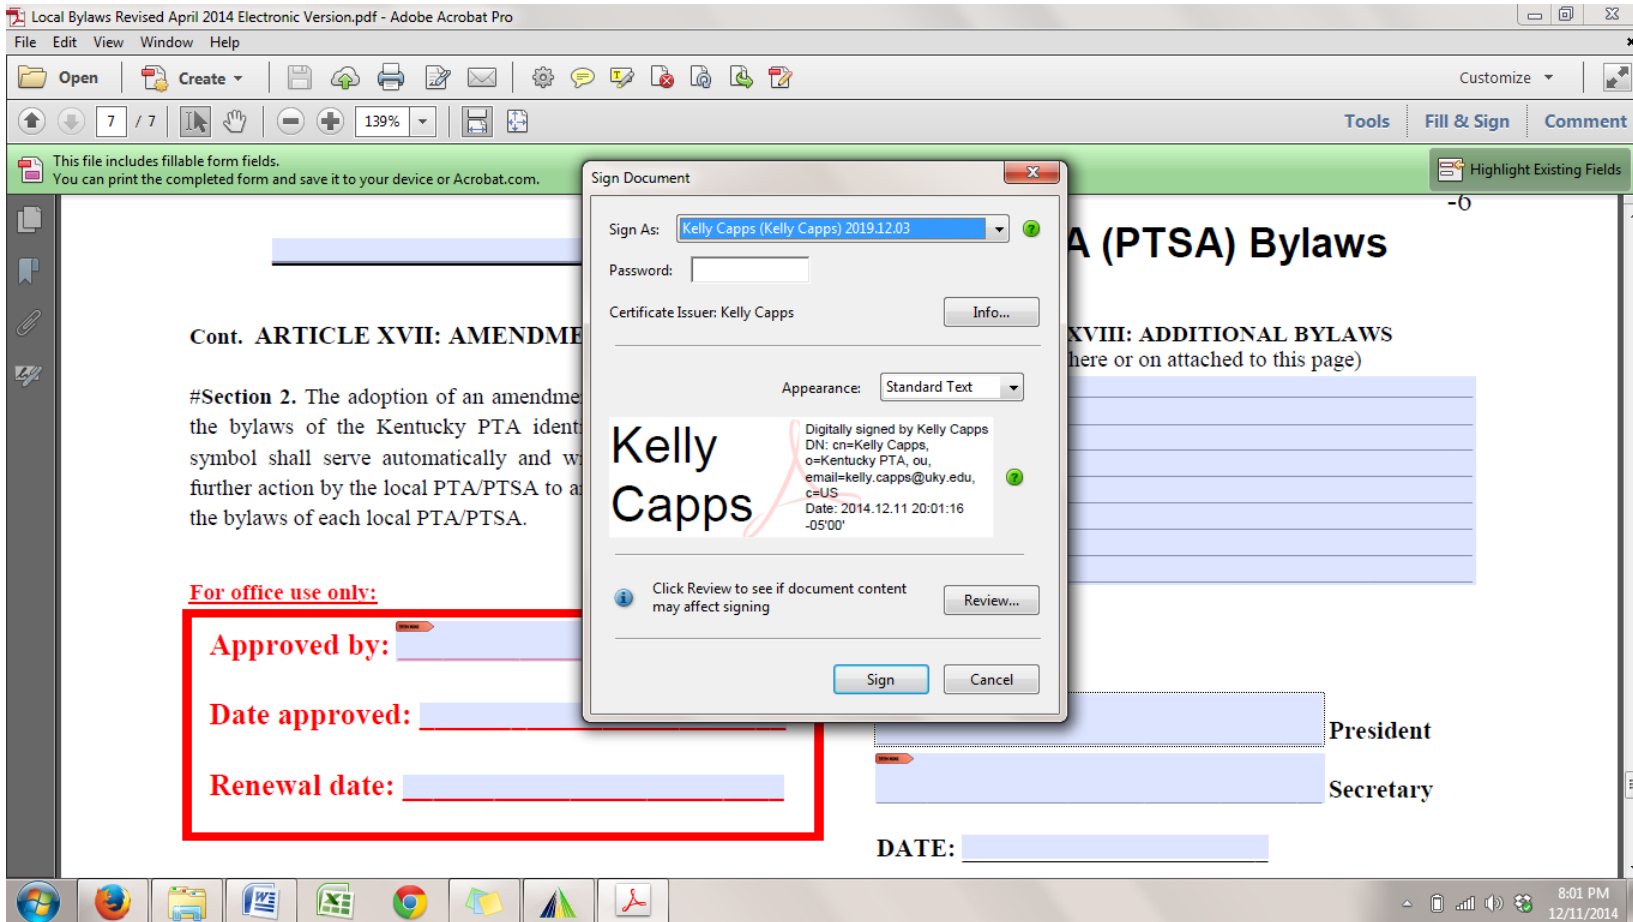 Local Bylaws Revised April 2014 Electronic Version.pdf - Adobe Acrobat Pro
File Edit View Window Help
Open Create Customize
7 / 7 139% Tools Fill & Sign Comment
This file includes fillable form fields.
You can print the completed form and save it to your device or Acrobat.com.
Highlight Existing Fields
-6
A (PTSA) Bylaws
Cont. ARTICLE XVII: AMENDME
#Section 2. The adoption of an amendme
the bylaws of the Kentucky PTA ident
symbol shall serve automatically and w
further action by the local PTA/PTSA to a
the bylaws of each local PTA/PTSA.
For office use only:
Approved by:
Date approved:
Renewal date:
Sign Document
Sign As: Kelly Capps (Kelly Capps) 2019.12.03
Password:
Certificate Issuer: Kelly Capps Info...
Appearance: Standard Text
Kelly
Capps
Digitally signed by Kelly Capps
DN: cn=Kelly Capps,
o=Kentucky PTA, ou,
email=kelly.capps@uky.edu,
c=US
Date: 2014.12.11 20:01:16
-05'00'
Click Review to see if document content
may affect signing
Review...
Sign Cancel
XVIII: ADDITIONAL BYLAWS
here or on attached to this page)
President
Secretary
DATE:
8:01 PM
12/11/2014